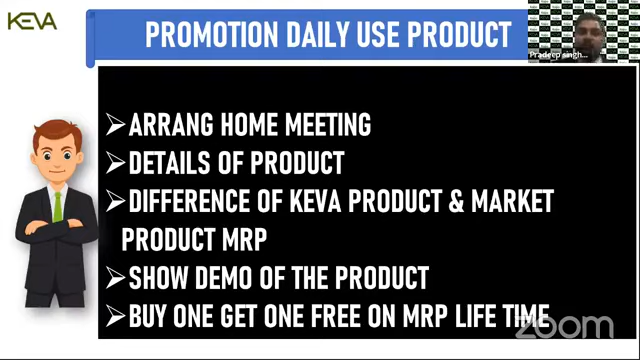 KEVA
PROMOTION DAILY USE PRODUCT
Pradeep singh...
➢ARRANG HOME MEETING
➢DETAILS OF PRODUCT
➢DIFFERENCE OF KEVA PRODUCT & MARKET
PRODUCT MRP
➢SHOW DEMO OF THE PRODUCT
➢BUY ONE GET ONE FREE ON MRP LIFE TIME
zoom